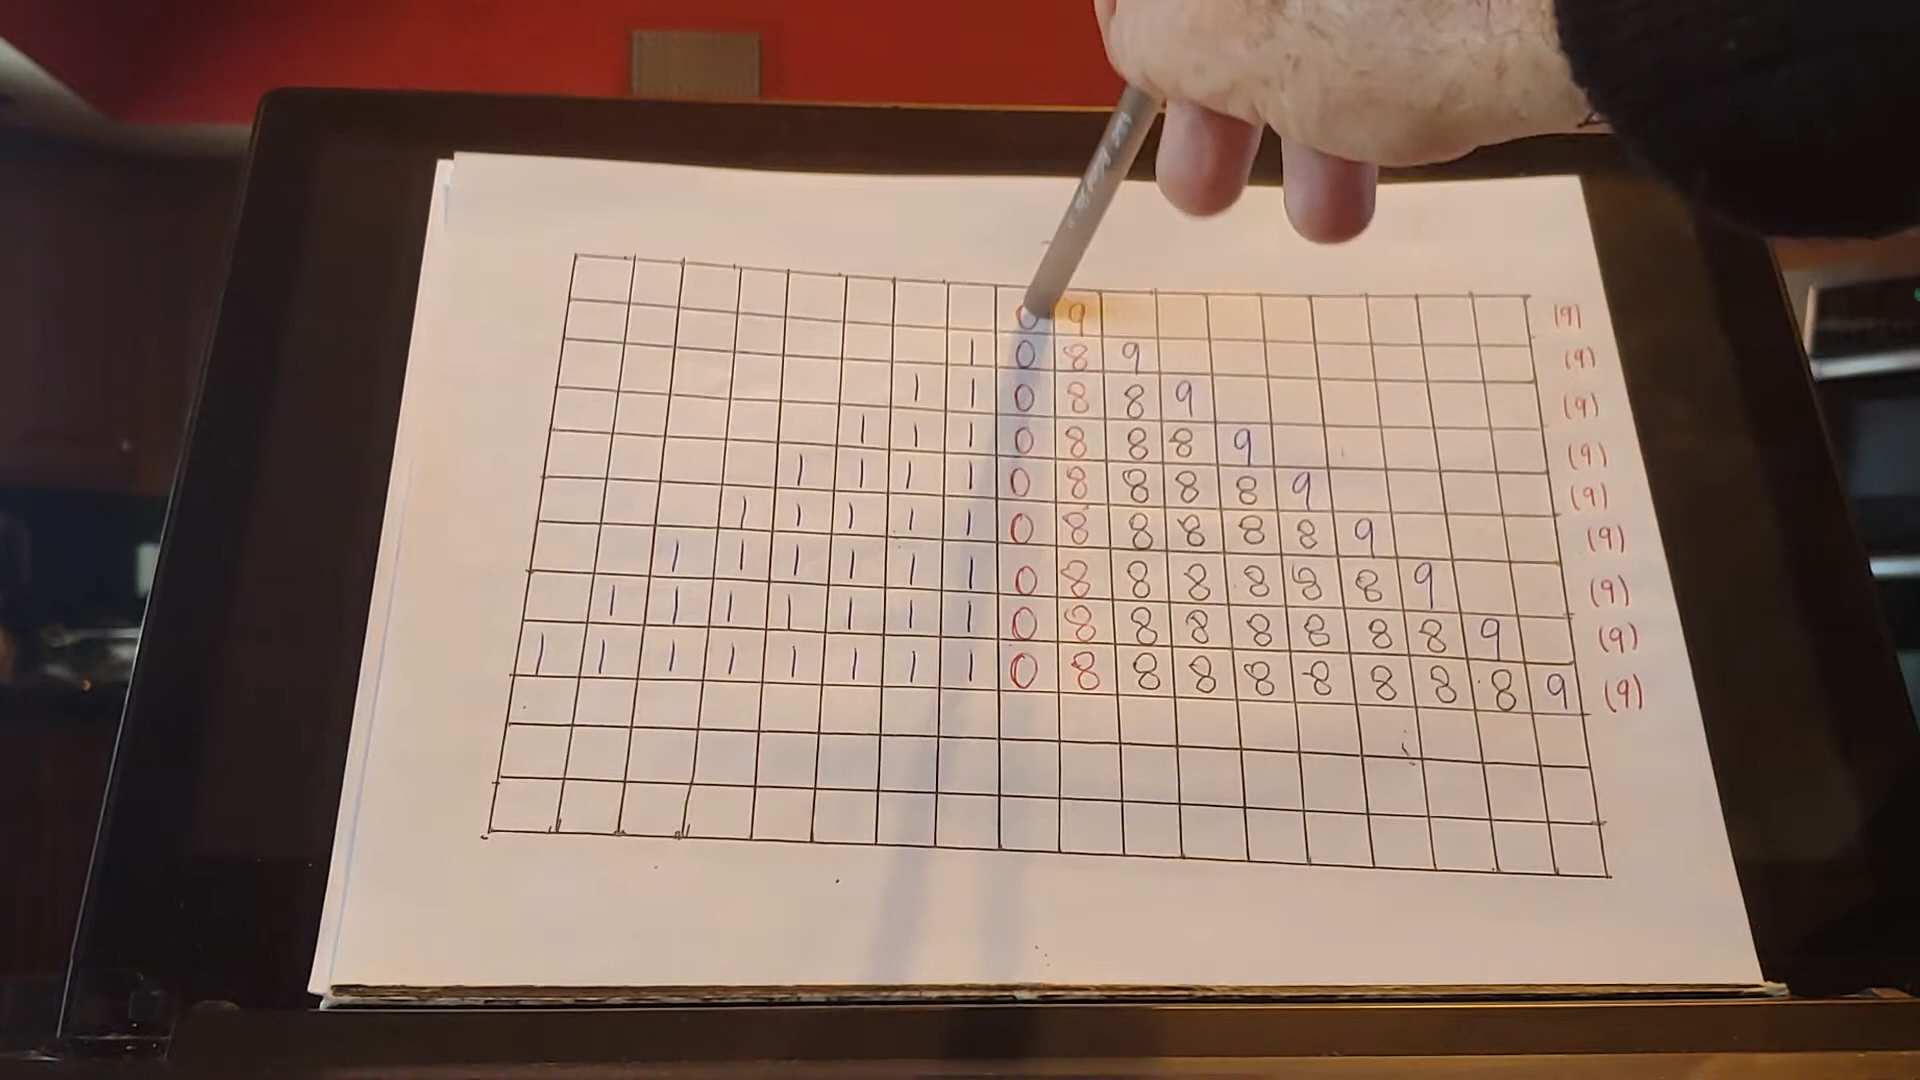 0 9 (9)
1 0 8 9 (9)
1 1 0 8 8 9 (9)
1 1 1 0 8 8 8 9 (9)
1 1 1 1 0 8 8 8 8 9 (9)
1 1 1 1 1 0 8 8 8 8 8 9 (9)
1 1 1 1 1 1 0 8 8 8 8 8 8 9 (9)
1 1 1 1 1 1 1 0 8 8 8 8 8 8 8 9 (9)
1 1 1 1 1 1 1 1 0 8 8 8 8 8 8 8 8 9 (9)